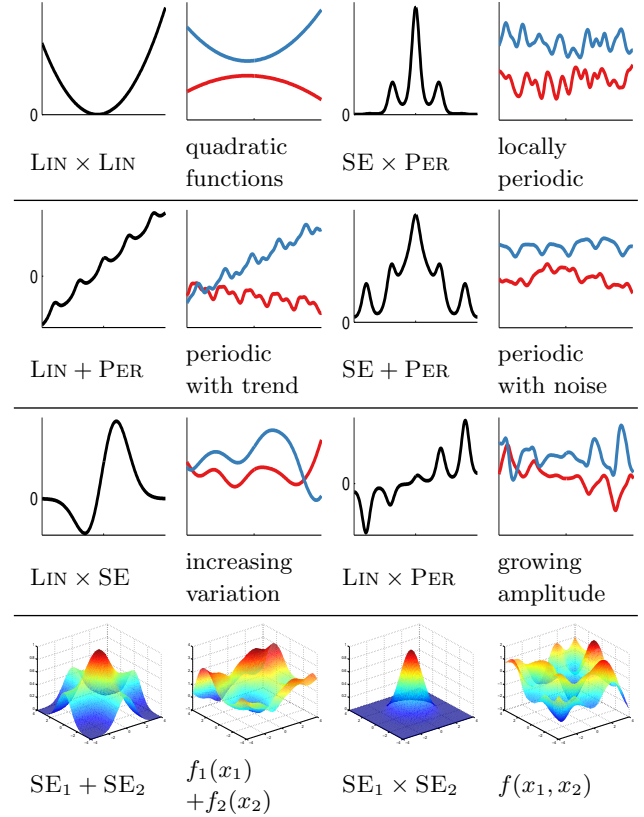 0
0
LIN × LIN
quadratic
functions
SE × PER
locally
periodic
0
0
LIN + PER
periodic
with trend
SE + PER
periodic
with noise
0
0
LIN × SE
increasing
variation
LIN × PER
growing
amplitude
SE₁ + SE₂
f₁(x₁)
+f₂(x₂)
SE₁ × SE₂
f(x₁, x₂)